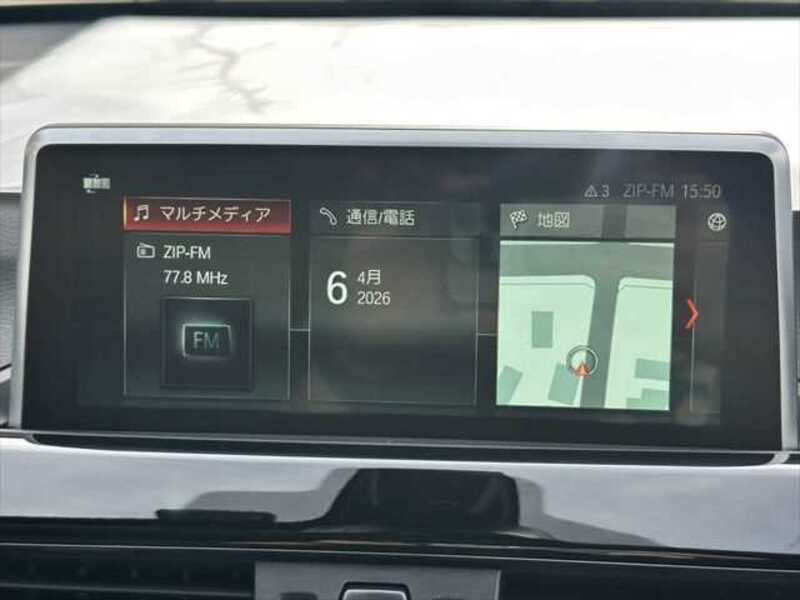 3 ZIP-FM 15:50
マルチメディア
ZIP-FM
77.8 MHz
FM
通信/電話
6 4月
2026
地図